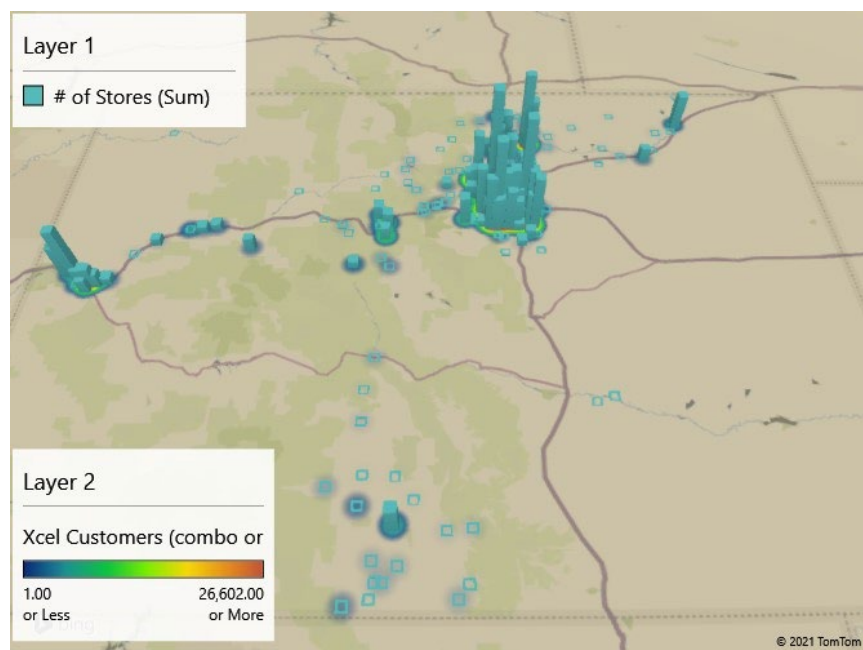 Layer 1
# of Stores (Sum)
Layer 2
Xcel Customers (combo or
1.00
or Less
26,602.00
or More
bing
© 2021 TomTom